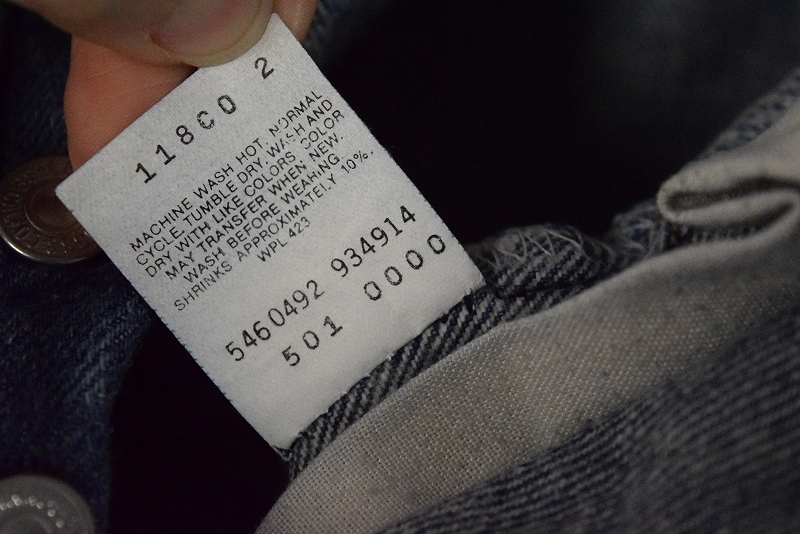 118C0 2
MACHINE WASH HOT, NORMAL
CYCLE. TUMBLE DRY. WASH AND
DRY WITH LIKE COLORS. COLOR
MAY TRANSFER WHEN NEW.
WASH BEFORE WEARING.
SHRINKS APPROXIMATELY 10%.
WPL 423
5460492 934914
501 0000